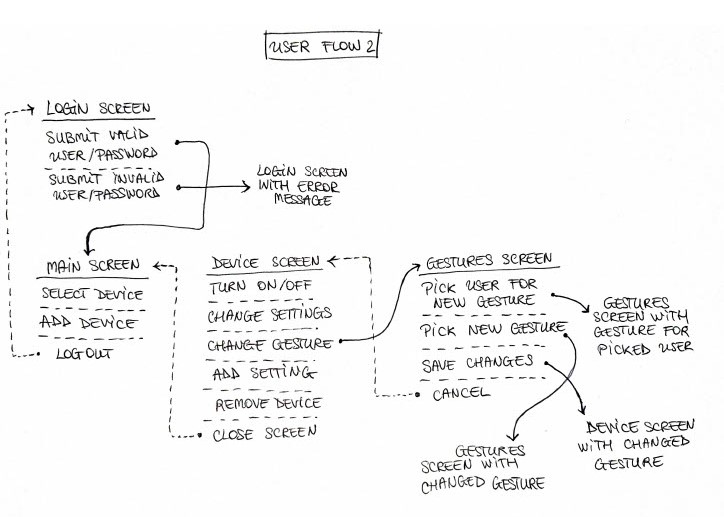 USER FLOW 2
LOGIN SCREEN
SUBMIT VALID
USER/PASSWORD
SUBMIT INVALID
USER/PASSWORD
LOGIN SCREEN
WITH ERROR
MESSAGE
MAIN SCREEN
SELECT DEVICE
ADD DEVICE
LOGOUT
DEVICE SCREEN
TURN ON/OFF
CHANGE SETTINGS
CHANGE GESTURE
ADD SETTING
REMOVE DEVICE
CLOSE SCREEN
GESTURES SCREEN
PICK USER FOR
NEW GESTURE
PICK NEW GESTURE
SAVE CHANGES
CANCEL
GESTURES
SCREEN WITH
GESTURE FOR
PICKED USER
DEVICE SCREEN
WITH CHANGED
GESTURE
GESTURES
SCREEN WITH
CHANGED GESTURE